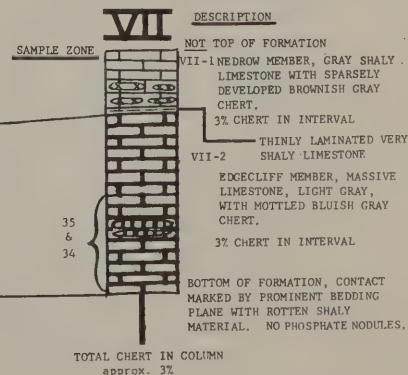 VII
DESCRIPTION
SAMPLE ZONE
NOT TOP OF FORMATION
VII-1 NEDROW MEMBER, GRAY SHALY
LIMESTONE WITH SPARSELY
DEVELOPED BROWNISH GRAY
CHERT.
3% CHERT IN INTERVAL
THINLY LAMINATED VERY
SHALY LIMESTONE
VII-2
EDGECLIFF MEMBER, MASSIVE
LIMESTONE, LIGHT GRAY,
WITH MOTTLED BLUISH GRAY
CHERT.
35
&
34
3% CHERT IN INTERVAL
BOTTOM OF FORMATION, CONTACT
MARKED BY PROMINENT BEDDING
PLANE WITH ROTTEN SHALY
MATERIAL. NO PHOSPHATE NODULES.
TOTAL CHERT IN COLUMN
approx. 3%